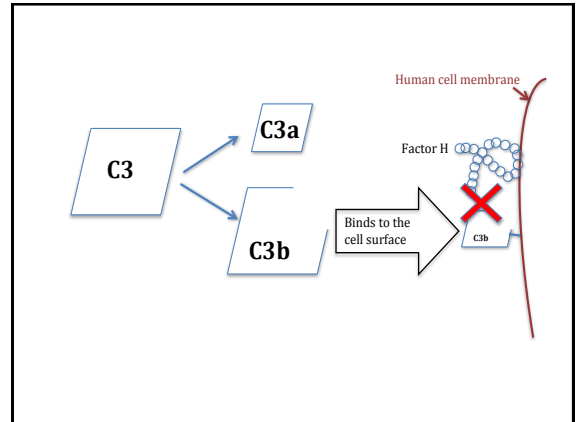 Human cell membrane
C3a
Factor H
C3
Binds to the
cell surface
C3b
C3b